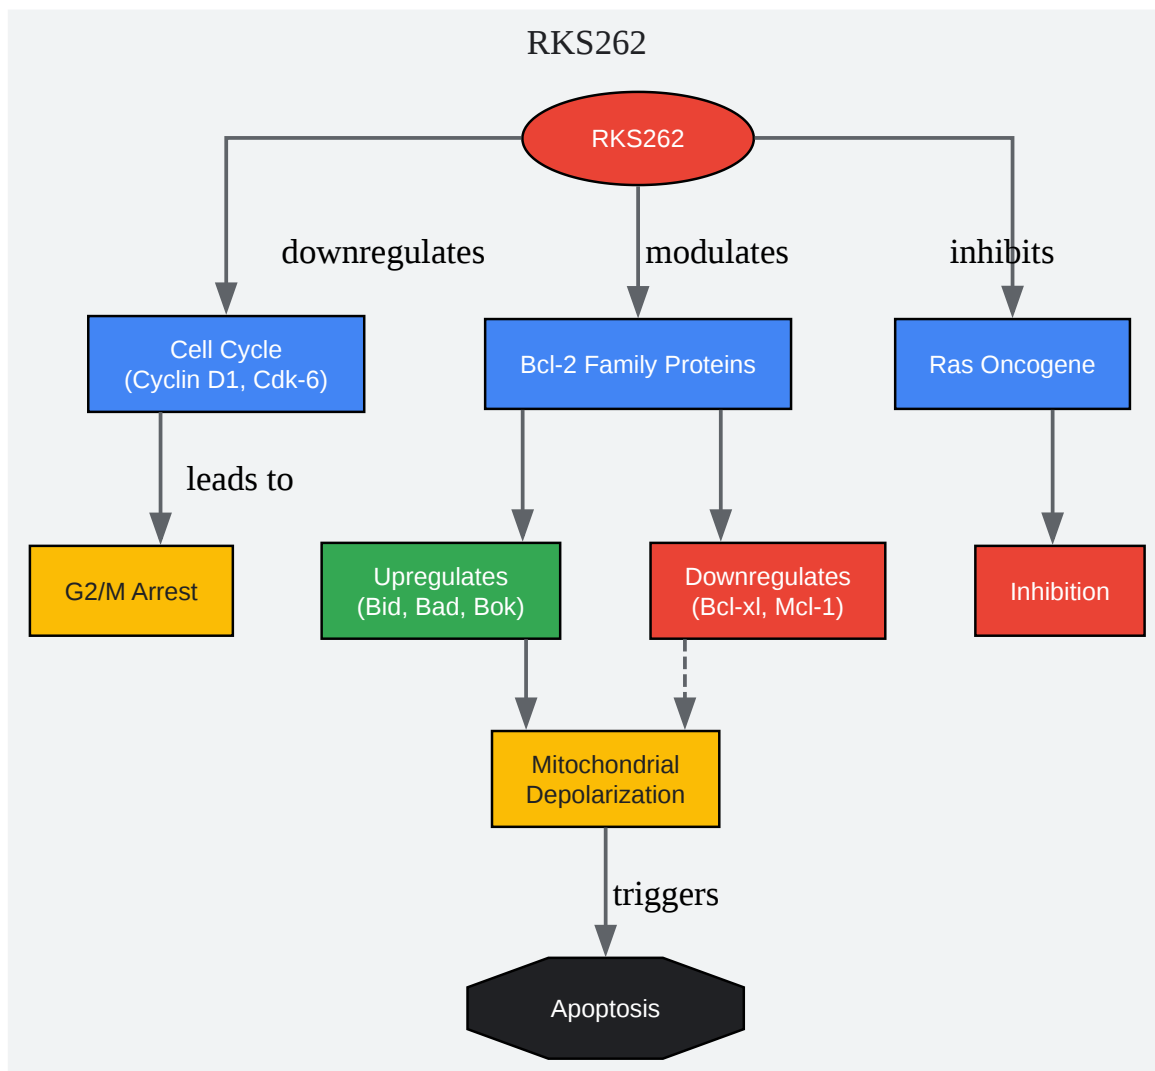 RKS262
RKS262
downregulates
modulates
inhibits
Cell Cycle
(Cyclin D1, Cdk-6)
Bcl-2 Family Proteins
Ras Oncogene
leads to
G2/M Arrest
Upregulates
(Bid, Bad, Bok)
Downregulates
(Bcl-xl, Mcl-1)
Inhibition
Mitochondrial
Depolarization
triggers
Apoptosis